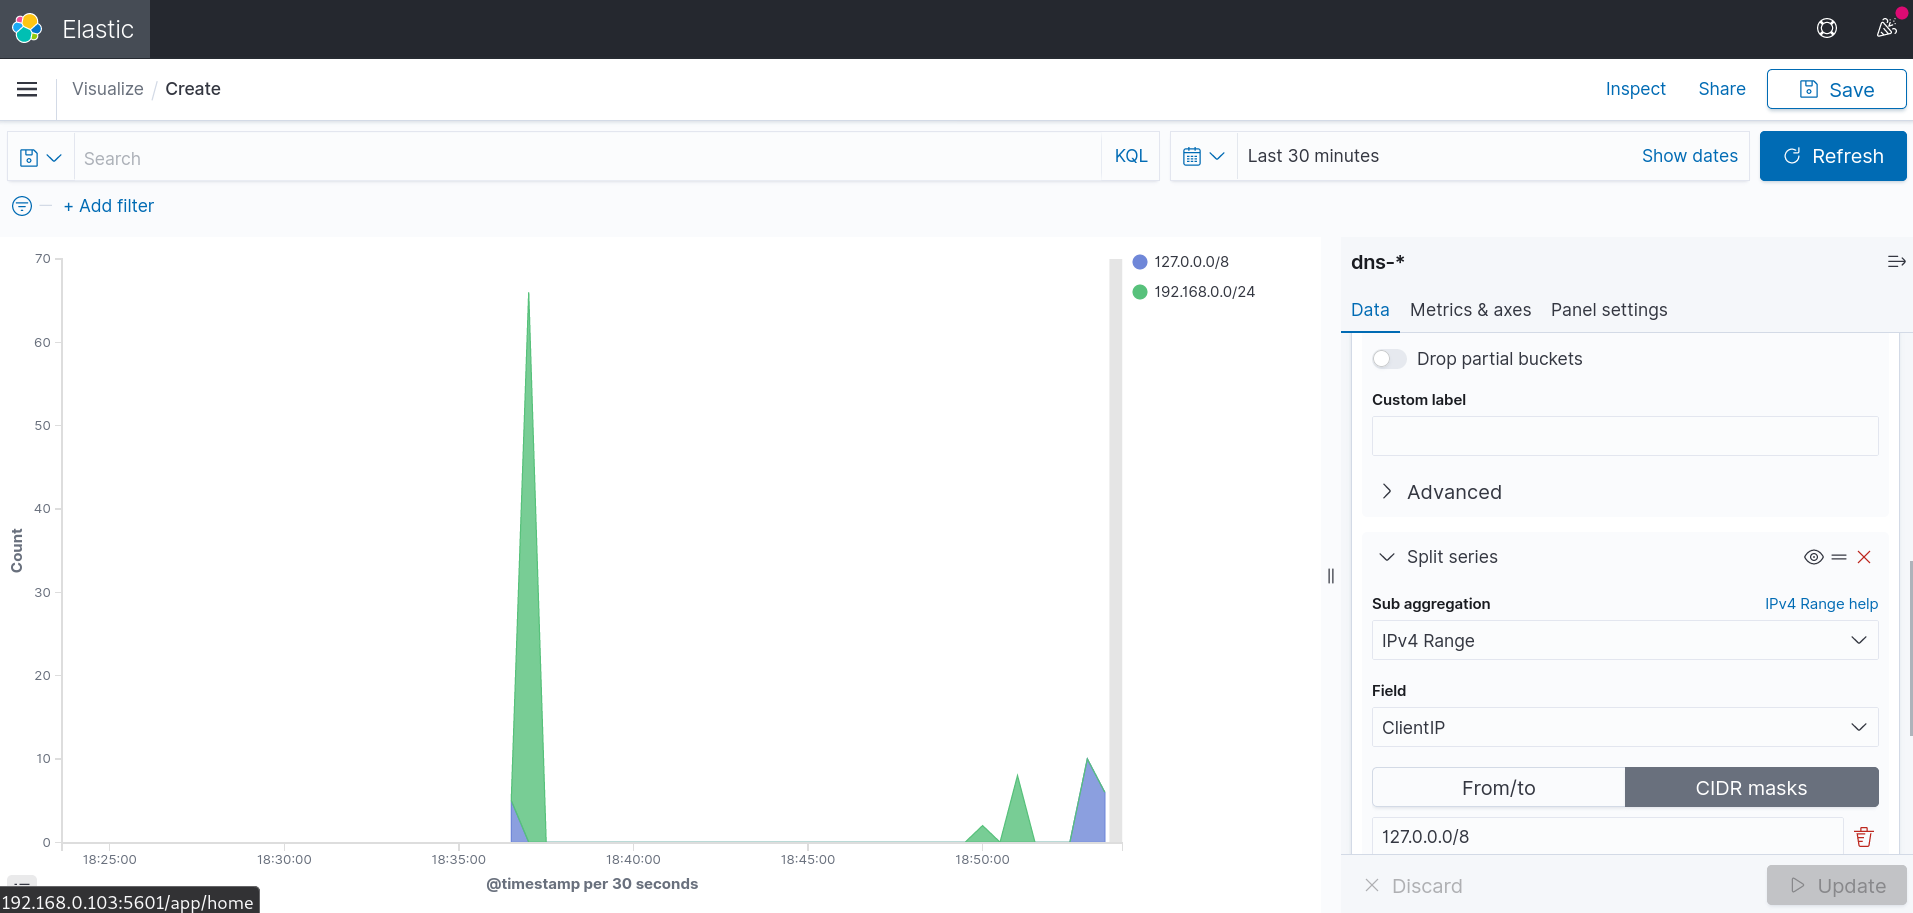 Elastic
Visualize / Create
Inspect Share Save
Search KQL Last 30 minutes Show dates Refresh
+ Add filter
70
60
50
40
30
20
10
0
Count
18:25:00 18:30:00 18:35:00 18:40:00 18:45:00 18:50:00
@timestamp per 30 seconds
127.0.0.0/8
192.168.0.0/24
dns-*
Data Metrics & axes Panel settings
Drop partial buckets
Custom label
Advanced
Split series
Sub aggregation IPv4 Range help
IPv4 Range
Field
ClientIP
From/to CIDR masks
127.0.0.0/8
Discard Update
192.168.0.103:5601/app/home